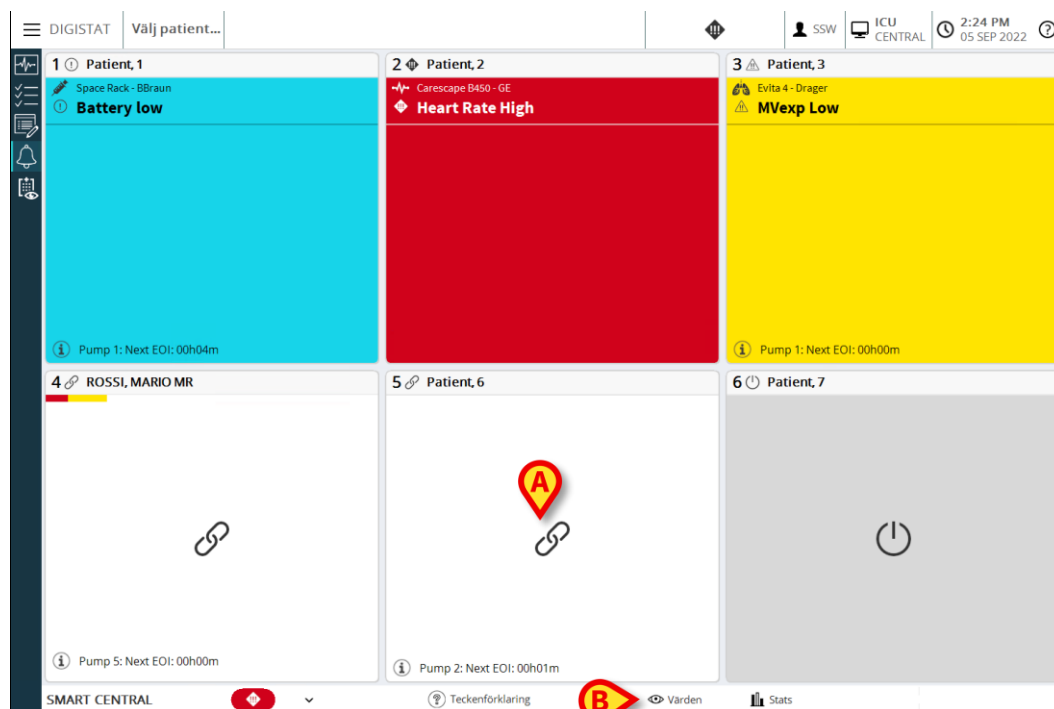 DIGISTAT Välj patient... SSW ICU CENTRAL 2:24 PM 05 SEP 2022
1 Patient, 1
Space Rack - BBraun
Battery low
Pump 1: Next EOI: 00h04m
2 Patient, 2
Carescape B450 - GE
Heart Rate High
3 Patient, 3
Evita 4 - Drager
MVexp Low
Pump 1: Next EOI: 00h00m
4 ROSSI, MARIO MR
Pump 5: Next EOI: 00h00m
5 Patient, 6
A
Pump 2: Next EOI: 00h01m
6 Patient, 7
SMART CENTRAL Teckenförklaring B Värden Stats